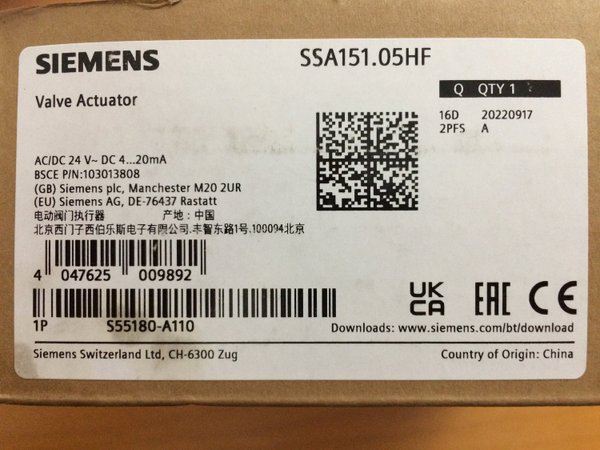 SIEMENS
SSA151.05HF
Valve Actuator
Q QTY 1
16D 20220917
2PFS A
AC/DC 24 V~ DC 4...20mA
BSCE P/N:103013808
(GB) Siemens plc, Manchester M20 2UR
(EU) Siemens AG, DE-76437 Rastatt
电动阀门执行器 产地: 中国
北京西门子西伯乐斯电子有限公司.丰智东路1号.100094北京
4 047625 009892
1P S55180-A110
UK CA EAC CE
Downloads: www.siemens.com/bt/download
Siemens Switzerland Ltd, CH-6300 Zug
Country of Origin: China